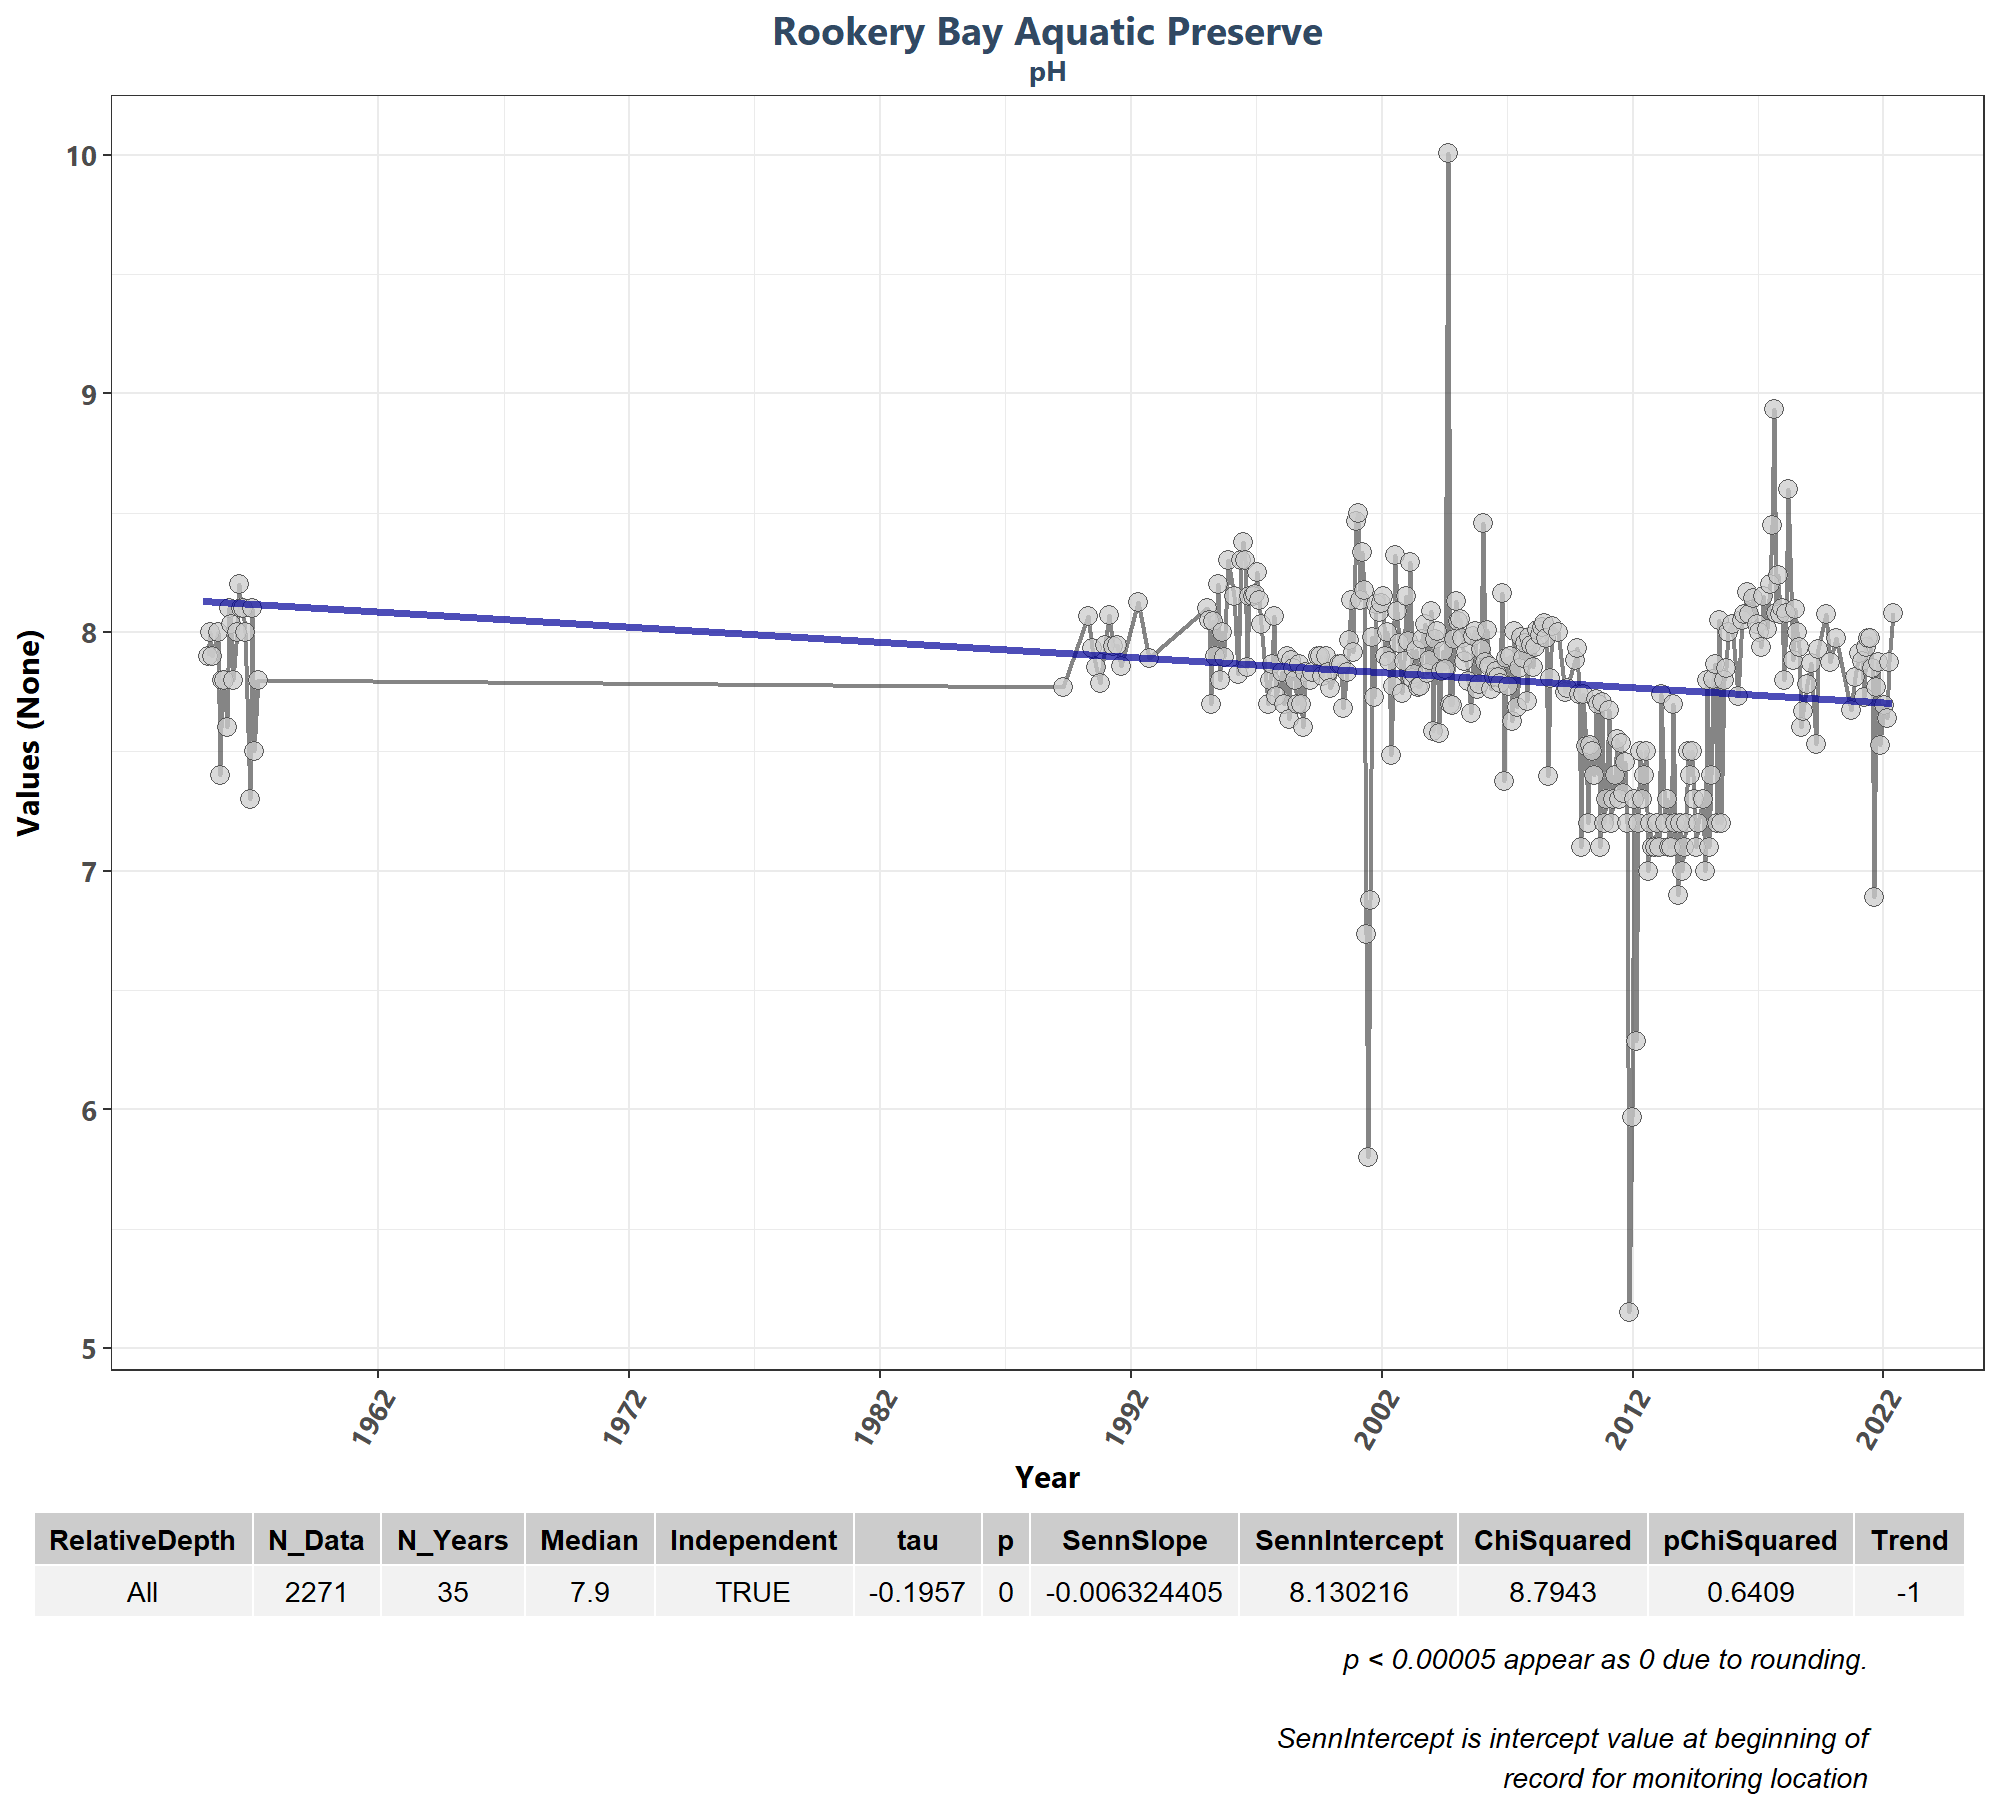 Rookery Bay Aquatic Preserve
pH
Values (None)
10
9
8
7
6
5
1962 1972 1982 1992 2002 2012 2022
Year
RelativeDepth N_Data N_Years Median Independent tau p SennSlope SennIntercept ChiSquared pChiSquared Trend
All 2271 35 7.9 TRUE -0.1957 0 -0.006324405 8.130216 8.7943 0.6409 -1
p < 0.00005 appear as 0 due to rounding.
SennIntercept is intercept value at beginning of
record for monitoring location